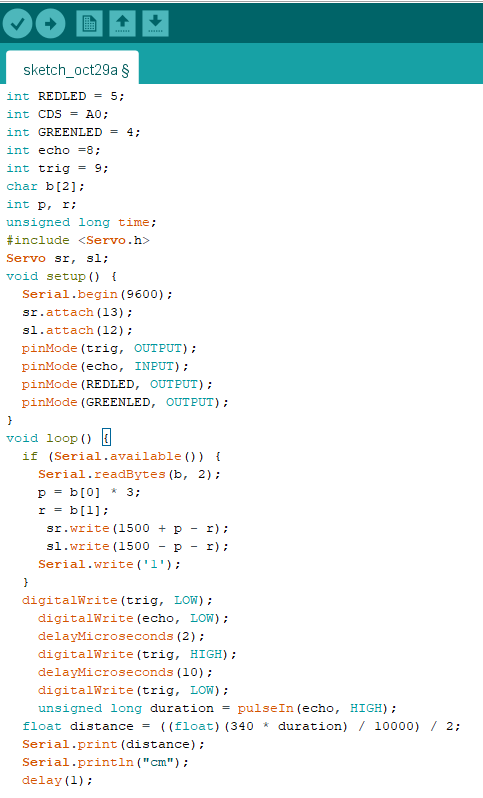 sketch_oct29a §
int REDLED = 5;
int CDS = A0;
int GREENLED = 4;
int echo =8;
int trig = 9;
char b[2];
int p, r;
unsigned long time;
#include <Servo.h>
Servo sr, sl;
void setup() {
  Serial.begin(9600);
  sr.attach(13);
  sl.attach(12);
  pinMode(trig, OUTPUT);
  pinMode(echo, INPUT);
  pinMode(REDLED, OUTPUT);
  pinMode(GREENLED, OUTPUT);
}
void loop() {
  if (Serial.available()) {
    Serial.readBytes(b, 2);
    p = b[0] * 3;
    r = b[1];
     sr.write(1500 + p - r);
     sl.write(1500 - p - r);
    Serial.write('1');
  }
  digitalWrite(trig, LOW);
    digitalWrite(echo, LOW);
    delayMicroseconds(2);
    digitalWrite(trig, HIGH);
    delayMicroseconds(10);
    digitalWrite(trig, LOW);
    unsigned long duration = pulseIn(echo, HIGH);
  float distance = ((float)(340 * duration) / 10000) / 2;
  Serial.print(distance);
  Serial.println("cm");
  delay(1);